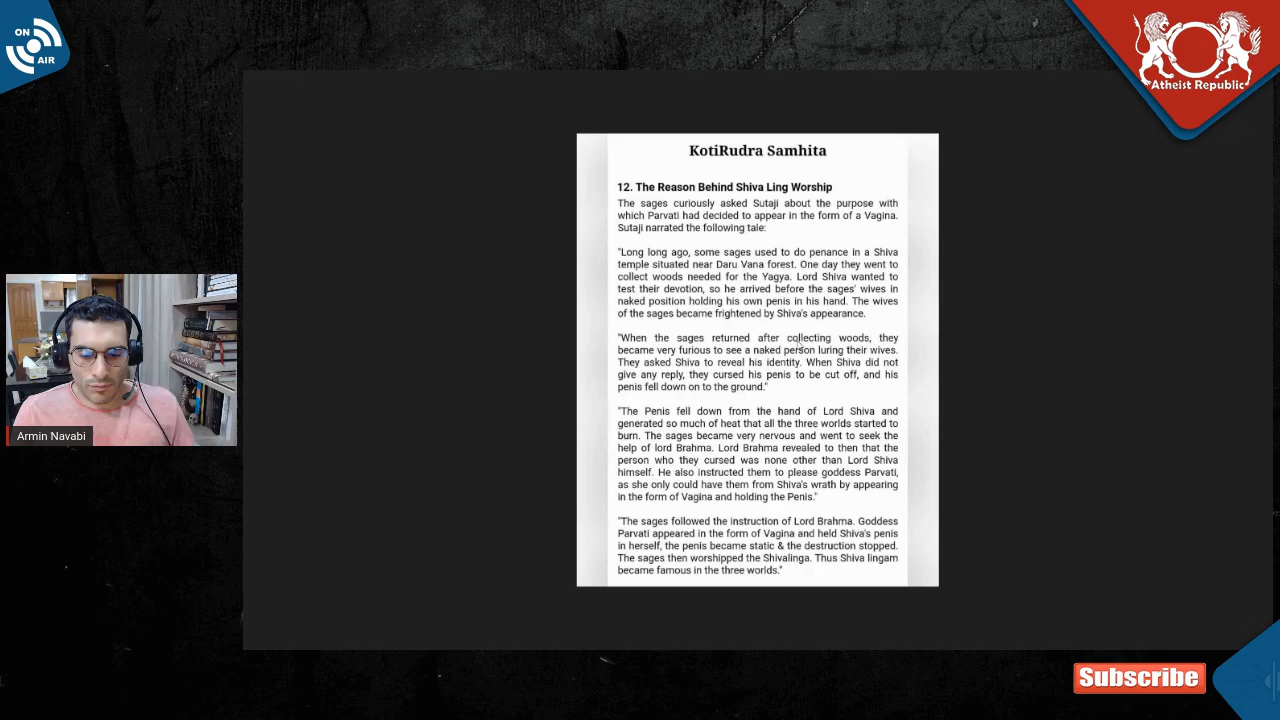 ON
AIR
Atheist Republic
KotiRudra Samhita
12. The Reason Behind Shiva Ling Worship
The sages curiously asked Sutaji about the purpose with
which Parvati had decided to appear in the form of a Vagina.
Sutaji narrated the following tale:
"Long long ago, some sages used to do penance in a Shiva
temple situated near Daru Vana forest. One day they went to
collect woods needed for the Yagya. Lord Shiva wanted to
test their devotion, so he arrived before the sages' wives in
naked position holding his own penis in his hand. The wives
of the sages became frightened by Shiva's appearance.
"When the sages returned after collecting woods, they
became very furious to see a naked person luring their wives.
They asked Shiva to reveal his identity. When Shiva did not
give any reply, they cursed his penis to be cut off, and his
penis fell down on to the ground."
"The Penis fell down from the hand of Lord Shiva and
generated so much of heat that all the three worlds started to
burn. The sages became very nervous and went to seek the
help of lord Brahma. Lord Brahma revealed to then that the
person who they cursed was none other than Lord Shiva
himself. He also instructed them to please goddess Parvati,
as she only could have them from Shiva's wrath by appearing
in the form of Vagina and holding the Penis."
"The sages followed the instruction of Lord Brahma. Goddess
Parvati appeared in the form of Vagina and held Shiva's penis
in herself, the penis became static & the destruction stopped.
The sages then worshipped the Shivalinga. Thus Shiva lingam
became famous in the three worlds."
Armin Navabi
Subscribe